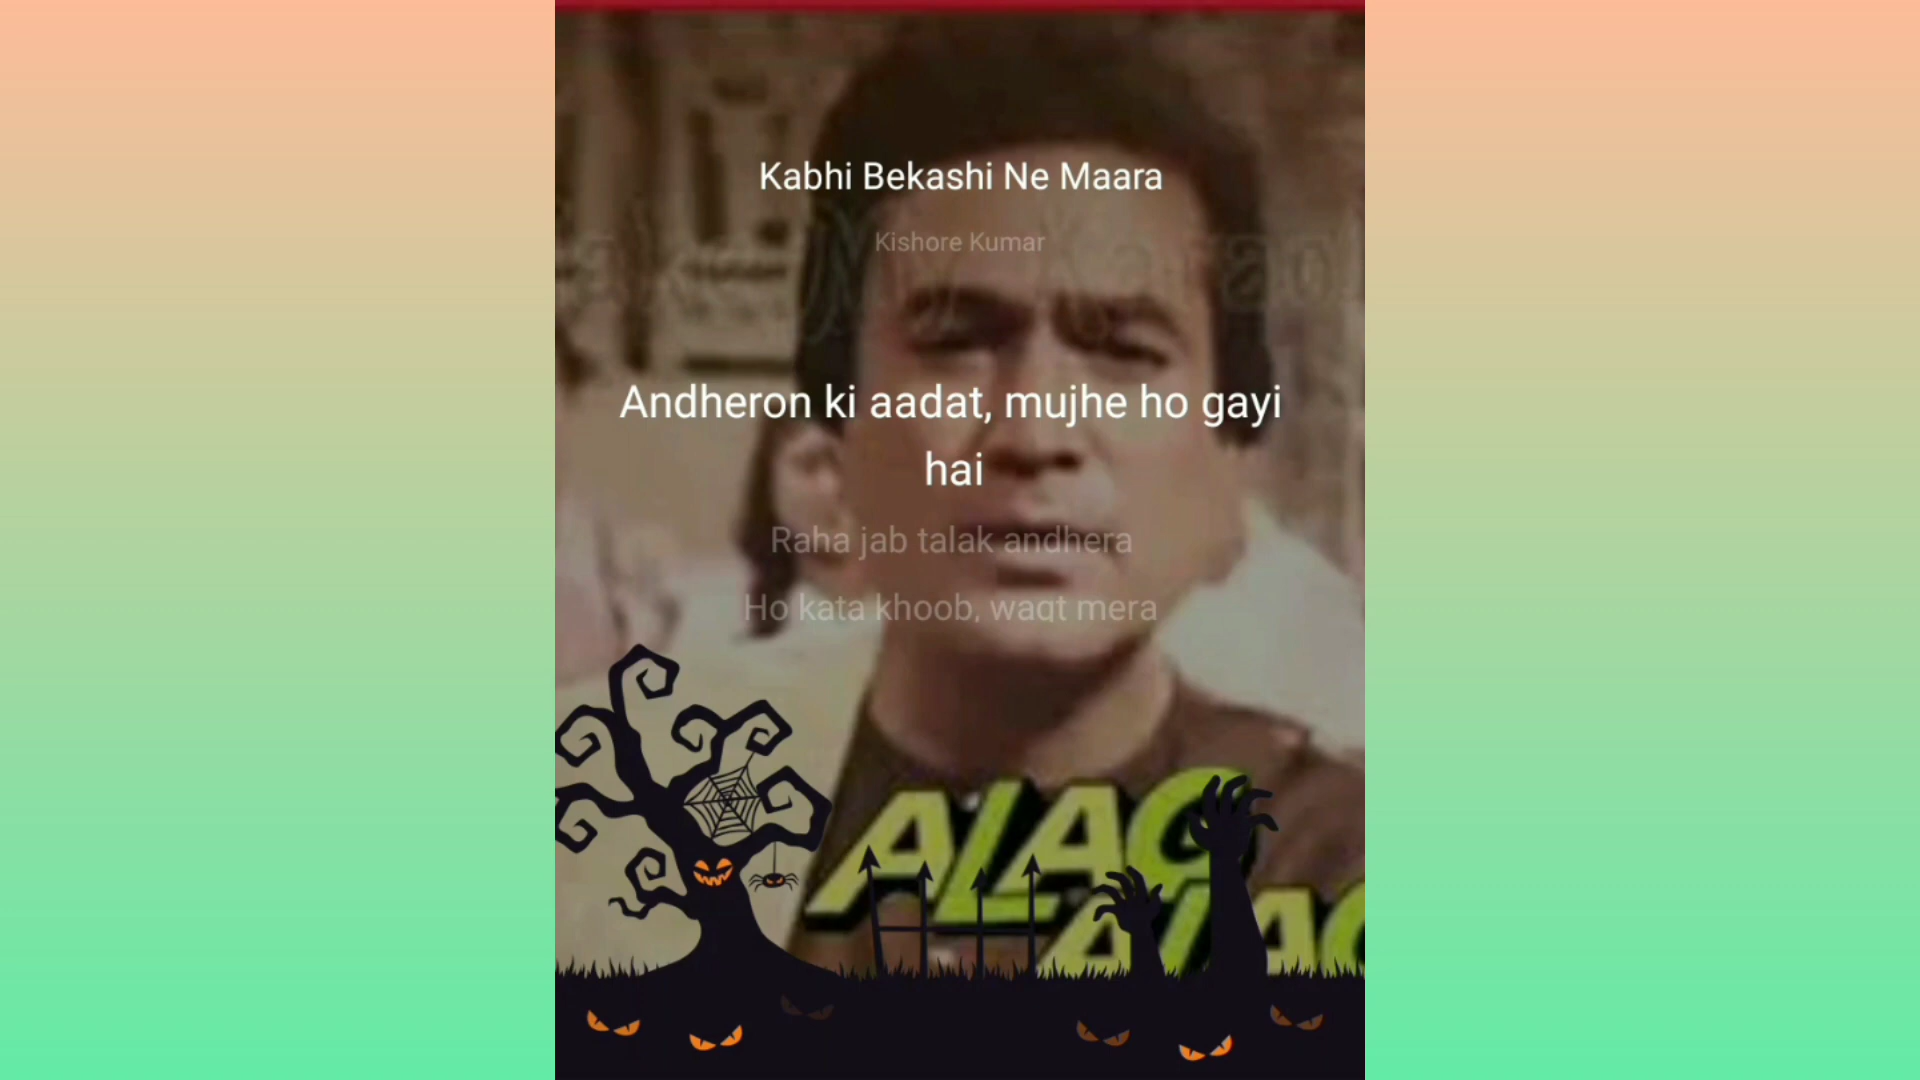 Kabhi Bekashi Ne Maara
Kishore Kumar
Andheron ki aadat, mujhe ho gayi
hai
Raha jab talak andhera
Ho kata khoob, waqt mera
ALAG
ALAG